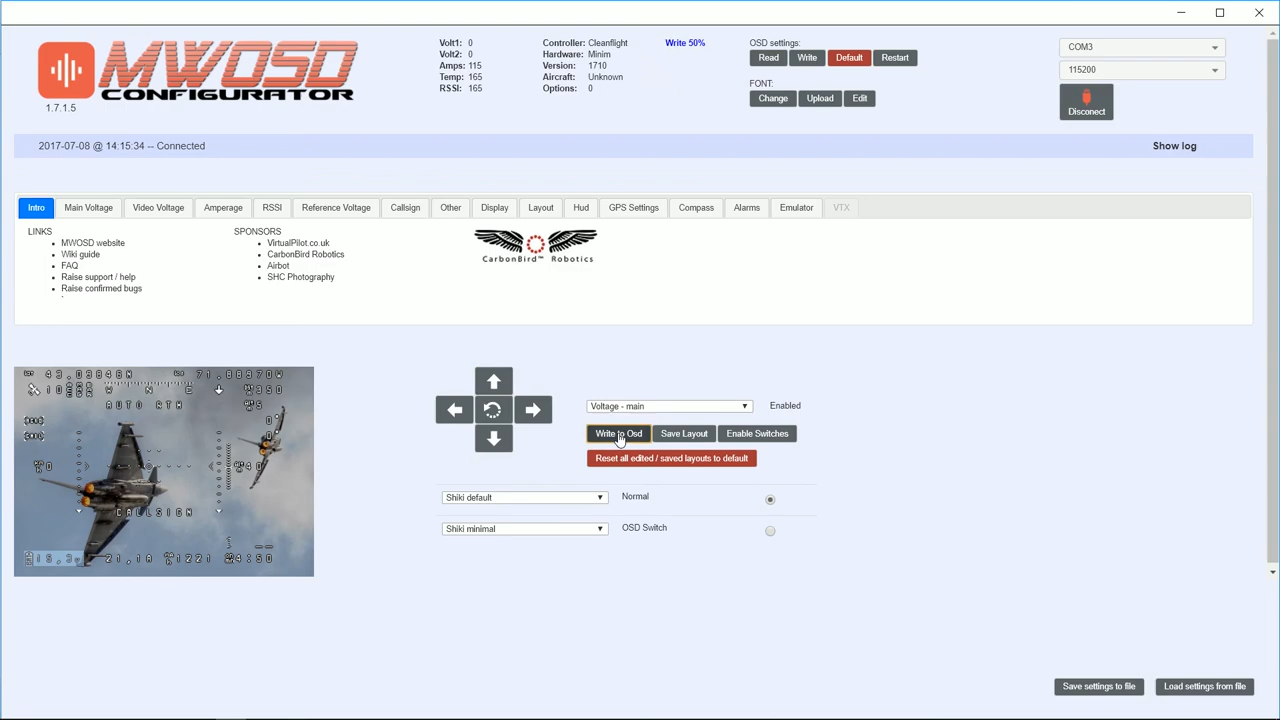 MWOSD
CONFIGURATOR
1.7.1.5
Volt1: 0
Volt2: 0
Amps: 115
Temp: 165
RSSI: 165
Controller: Cleanflight
Hardware: Minim
Version: 1710
Aircraft: Unknown
Options: 0
Write 50%
OSD settings:
Read Write Default Restart
FONT:
Change Upload Edit
COM3
115200
Disconect
2017-07-08 @ 14:15:34 -- Connected Show log
Intro Main Voltage Video Voltage Amperage RSSI Reference Voltage Callsign Other Display Layout Hud GPS Settings Compass Alarms Emulator VTX
LINKS
MWOSD website
Wiki guide
FAQ
Raise support / help
Raise confirmed bugs
SPONSORS
VirtualPilot.co.uk
CarbonBird Robotics
Airbot
SHC Photography
CarbonBird™ Robotics
AUTO RTH
CALLSIGN
Voltage - main Enabled
Write to Osd Save Layout Enable Switches
Reset all edited / saved layouts to default
Shiki default Normal
Shiki minimal OSD Switch
Save settings to file Load settings from file